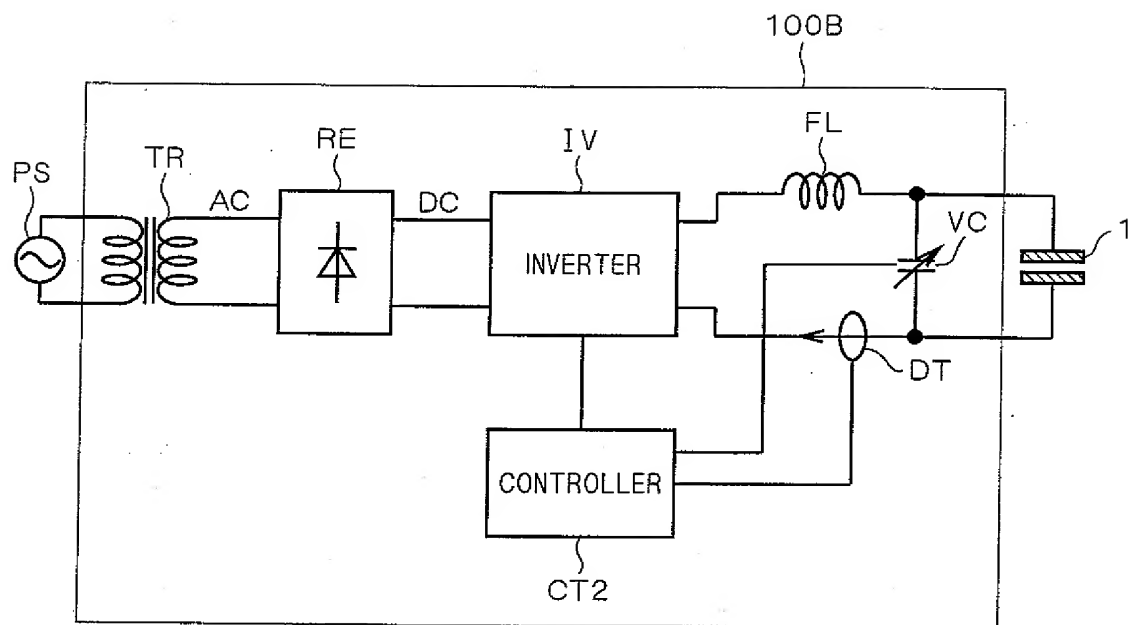 100B
FL
IV
RE
TR
PS
AC
DC
VC
1
INVERTER
DT
CONTROLLER
CT2